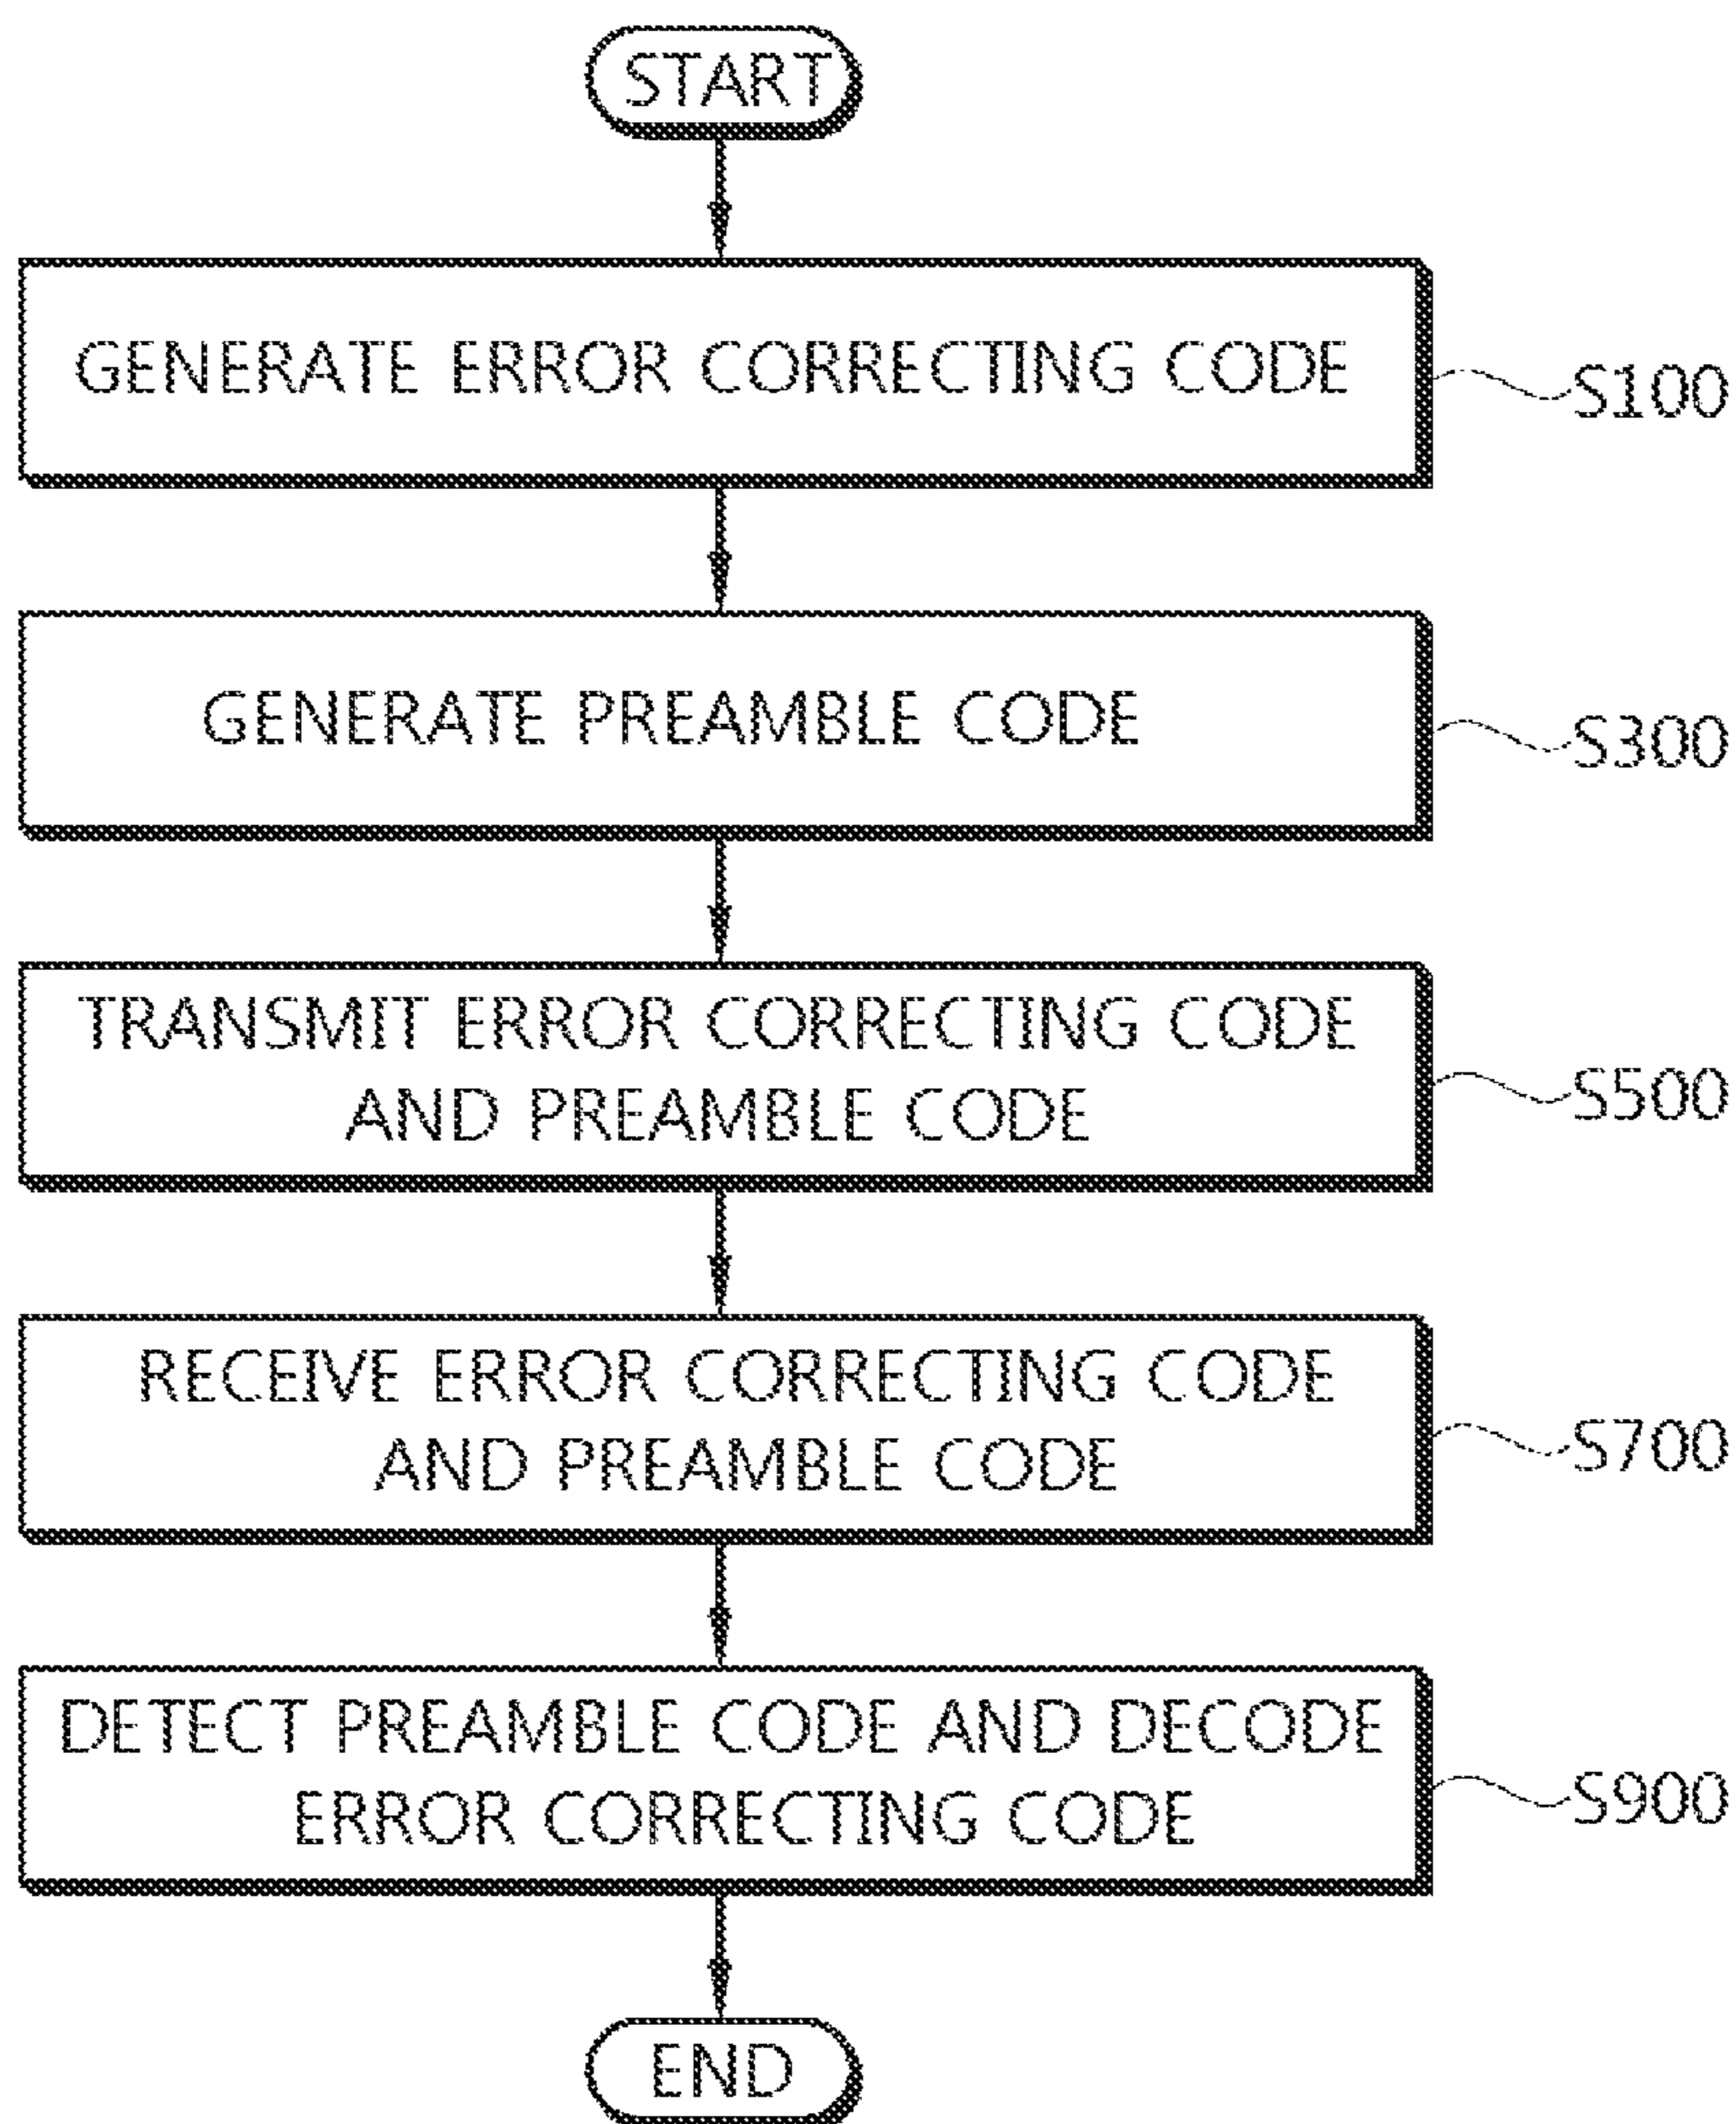 START
GENERATE ERROR CORRECTING CODE
S100
GENERATE PREAMBLE CODE
S300
TRANSMIT ERROR CORRECTING CODE
AND PREAMBLE CODE
S500
RECEIVE ERROR CORRECTING CODE
AND PREAMBLE CODE
S700
DETECT PREAMBLE CODE AND DECODE
ERROR CORRECTING CODE
S900
END